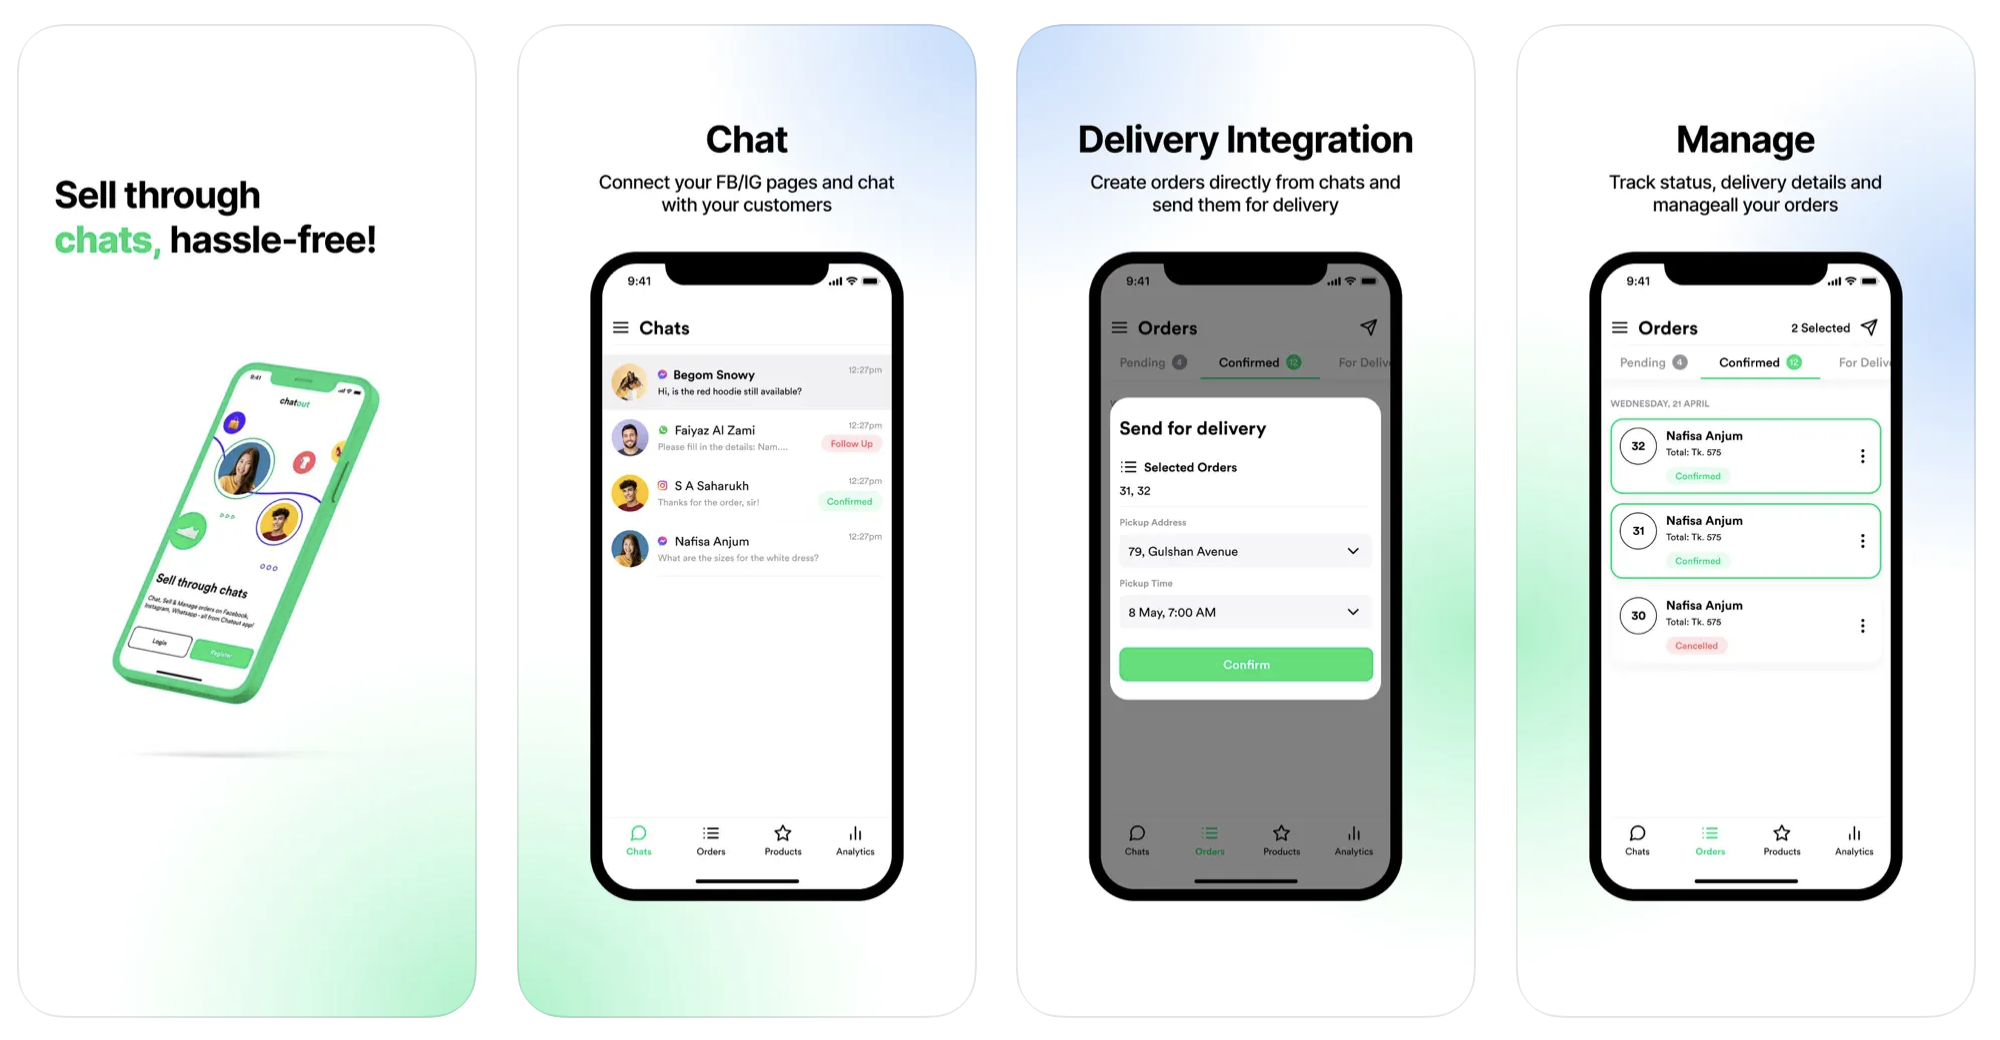 Sell through
chats, hassle-free!
9:41
chatout
Sell through chats
Chat, Sell & Manage orders on Facebook,
Instagram, Whatsapp - all from Chatout app!
Login
Register
Chat
Connect your FB/IG pages and chat
with your customers
9:41
Chats
Begom Snowy
12:27pm
Hi, is the red hoodie still available?
Faiyaz Al Zami
12:27pm
Please fill in the details: Nam....
Follow Up
S A Saharukh
12:27pm
Thanks for the order, sir!
Confirmed
Nafisa Anjum
12:27pm
What are the sizes for the white dress?
Chats Orders Products Analytics
Delivery Integration
Create orders directly from chats and
send them for delivery
9:41
Orders
Pending 4 Confirmed 12 For Deliv
W
Send for delivery
Selected Orders
31, 32
Pickup Address
79, Gulshan Avenue
Pickup Time
8 May, 7:00 AM
Confirm
Chats Orders Products Analytics
Manage
Track status, delivery details and
manageall your orders
9:41
Orders 2 Selected
Pending 4 Confirmed 12 For Deliv
WEDNESDAY, 21 APRIL
32
Nafisa Anjum
Total: Tk. 575
Confirmed
31
Nafisa Anjum
Total: Tk. 575
Confirmed
30
Nafisa Anjum
Total: Tk. 575
Cancelled
Chats Orders Products Analytics